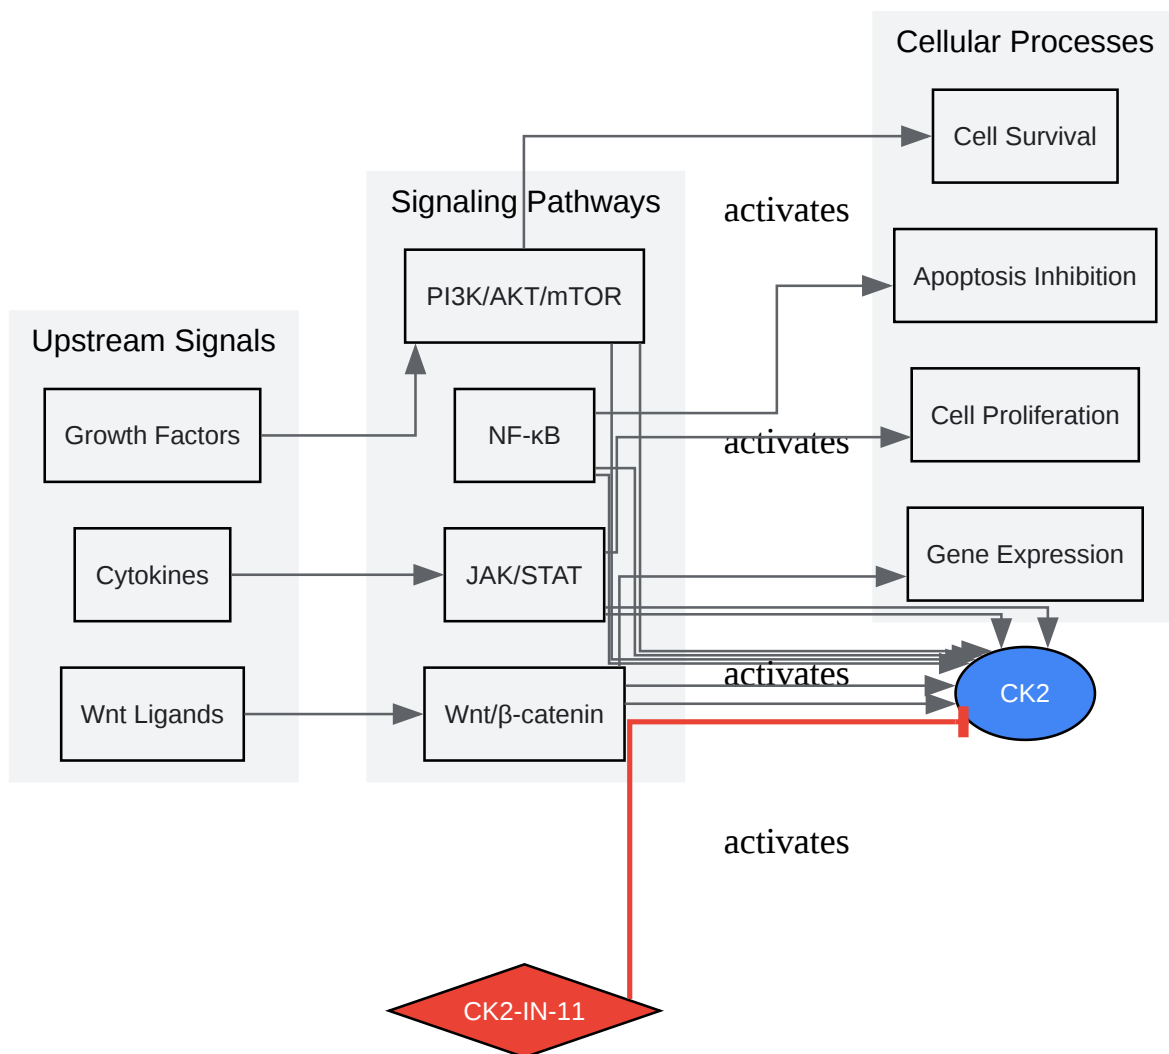 Cellular Processes
Cell Survival
Signaling Pathways
activates
Apoptosis Inhibition
PI3K/AKT/mTOR
Upstream Signals
Cell Proliferation
Growth Factors
NF-κB
activates
Gene Expression
Cytokines
JAK/STAT
activates
CK2
Wnt Ligands
Wnt/β-catenin
activates
CK2-IN-11